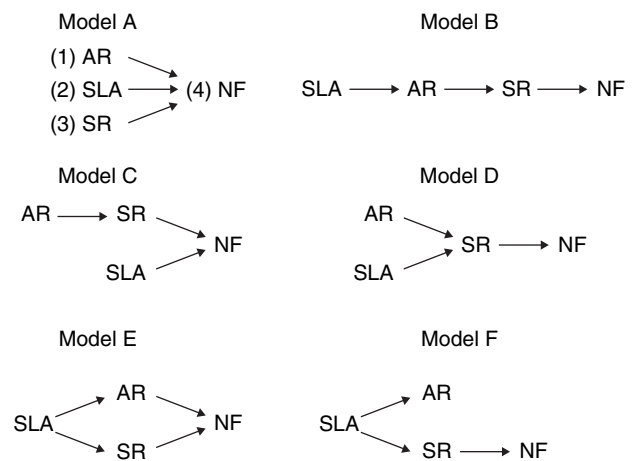 Model A
(1) AR
(2) SLA
(4) NF
(3) SR
Model B
SLA AR SR NF
Model C
AR SR
NF
SLA
Model D
AR
SR NF
SLA
Model E
AR
SLA NF
SR
Model F
AR
SLA
SR NF